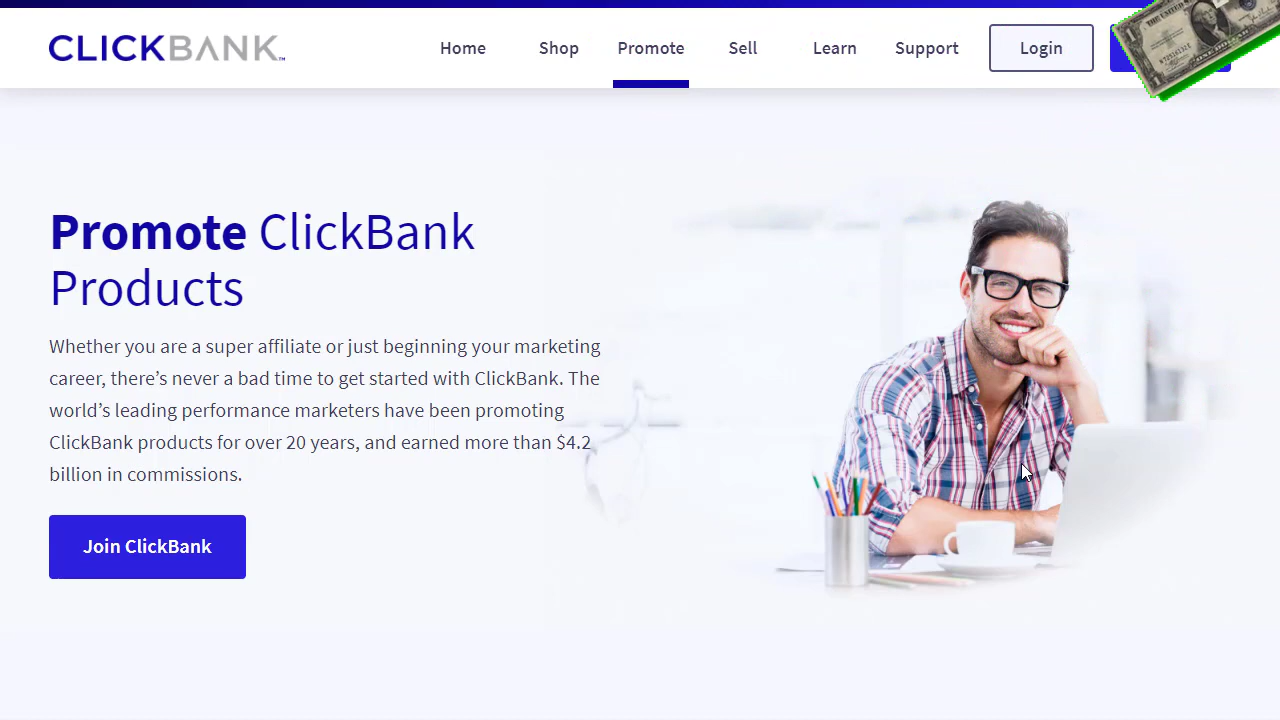 CLICKBANK
Home Shop Promote Sell Learn Support Login
Promote ClickBank
Products
Whether you are a super affiliate or just beginning your marketing
career, there’s never a bad time to get started with ClickBank. The
world’s leading performance marketers have been promoting
ClickBank products for over 20 years, and earned more than $4.2
billion in commissions.
Join ClickBank